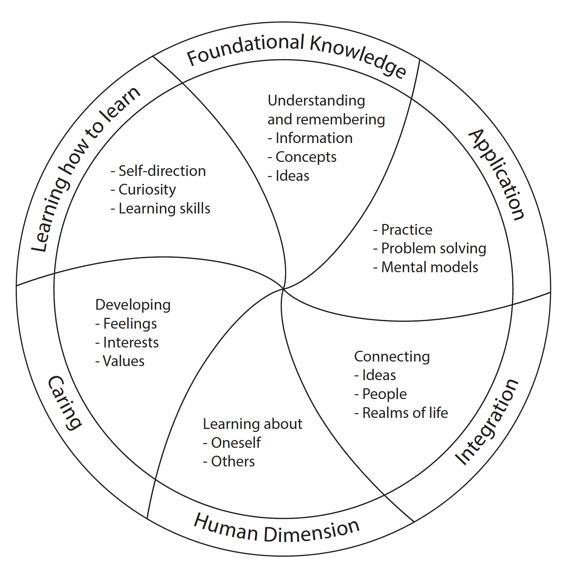 Foundational Knowledge
Understanding
and remembering
- Information
- Concepts
- Ideas
Application
- Practice
- Problem solving
- Mental models
Integration
Connecting
- Ideas
- People
- Realms of life
Human Dimension
Learning about
- Oneself
- Others
Caring
Developing
- Feelings
- Interests
- Values
Learning how to learn
- Self-direction
- Curiosity
- Learning skills